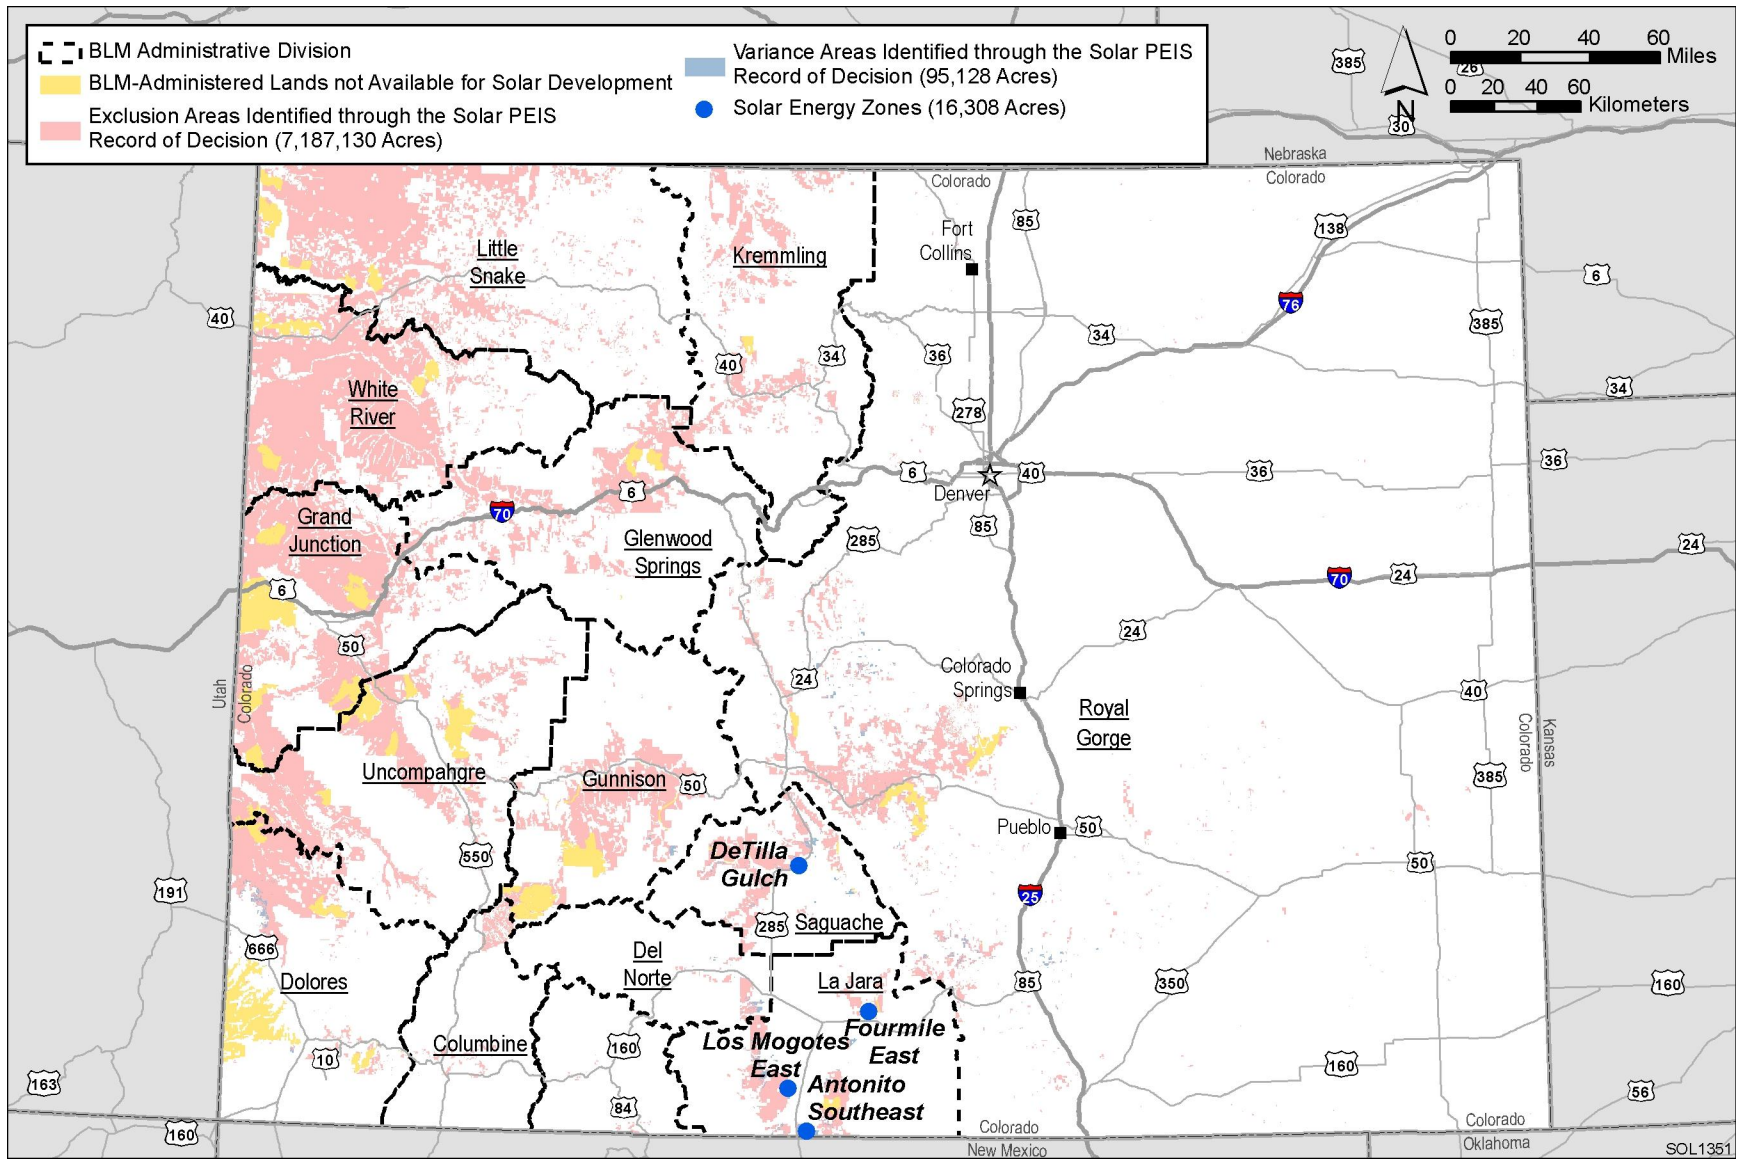 BLM Administrative Division
BLM-Administered Lands not Available for Solar Development
Exclusion Areas Identified through the Solar PEIS
Record of Decision (7,187,130 Acres)
Variance Areas Identified through the Solar PEIS
Record of Decision (95,128 Acres)
Solar Energy Zones (16,308 Acres)
N
0 20 40 60
Miles
0 20 40 60
Kilometers
385
26
30
Nebraska
Colorado
Colorado
85
138
Fort
Collins
Little
Snake
Kremmling
6
76
40
385
34
40
34
36
34
White
River
278
36
36
6
6
40
Denver
Grand
Junction
70
85
285
Glenwood
Springs
24
70
24
6
50
24
24
Colorado
Springs
Utah
Colorado
40
Royal
Gorge
Colorado
Kansas
Uncompahgre
Gunnison
50
385
Pueblo
50
550
DeTilla
Gulch
50
191
25
285
Saguache
666
Del
Norte
Dolores
La Jara
85
350
160
Fourmile
East
Los Mogotes
East
Columbine
160
10
160
163
Antonito
Southeast
84
56
160
Colorado
New Mexico
Colorado
Oklahoma
SOL1351